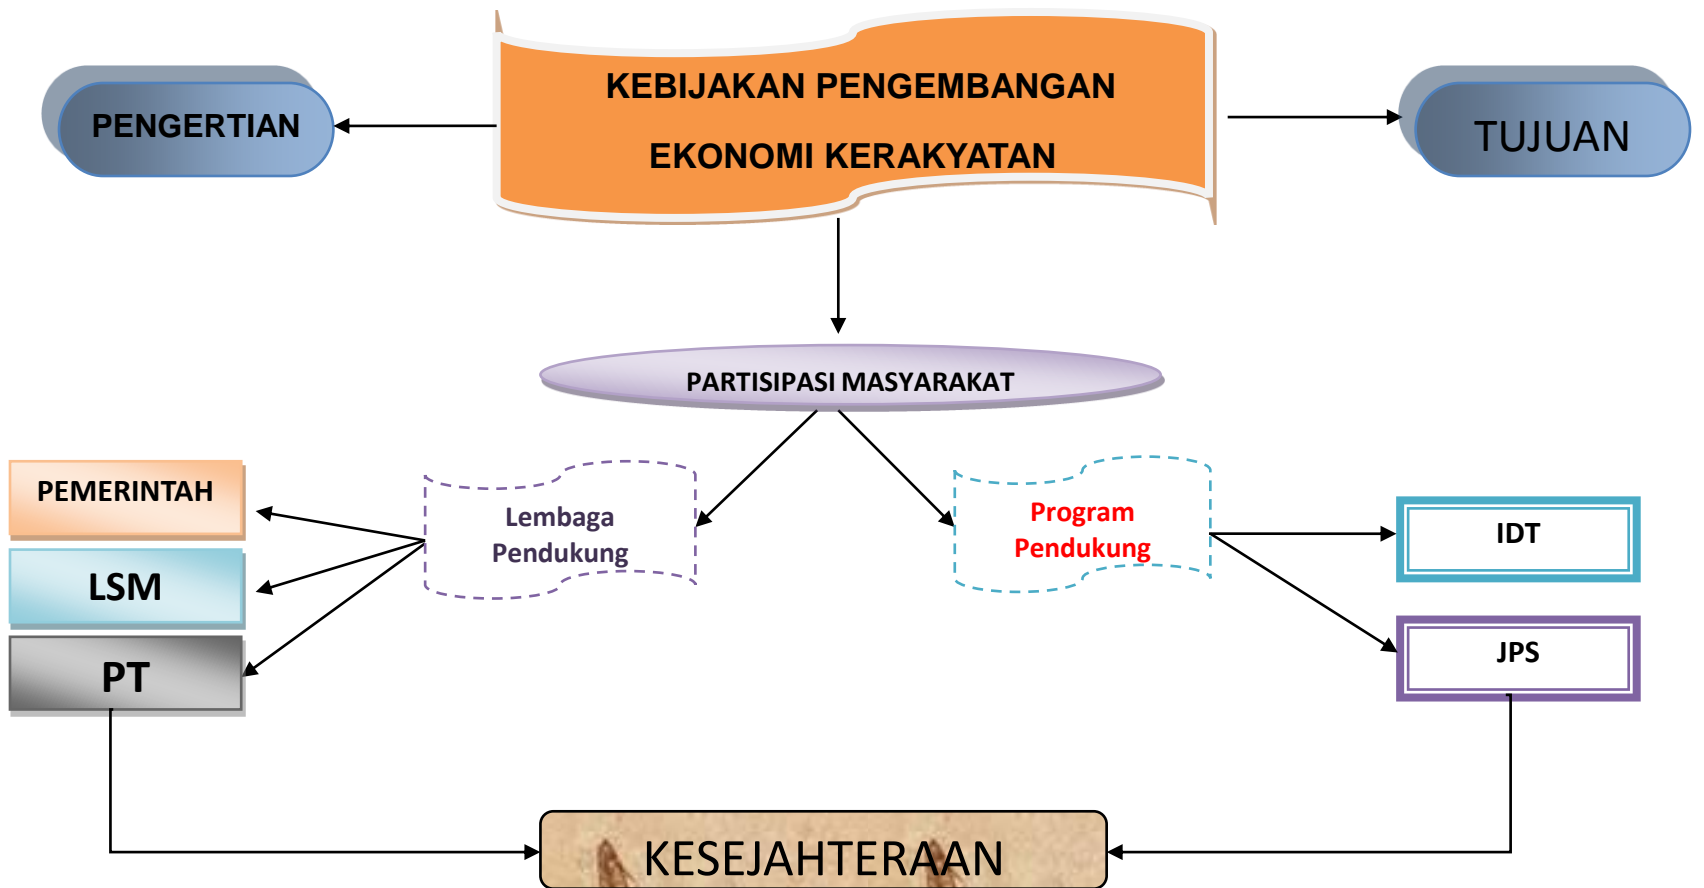 KEBIJAKAN PENGEMBANGAN
EKONOMI KERAKYATAN
PENGERTIAN
TUJUAN
PARTISIPASI MASYARAKAT
PEMERINTAH
LSM
PT
Lembaga
Pendukung
Program
Pendukung
IDT
JPS
KESEJAHTERAAN